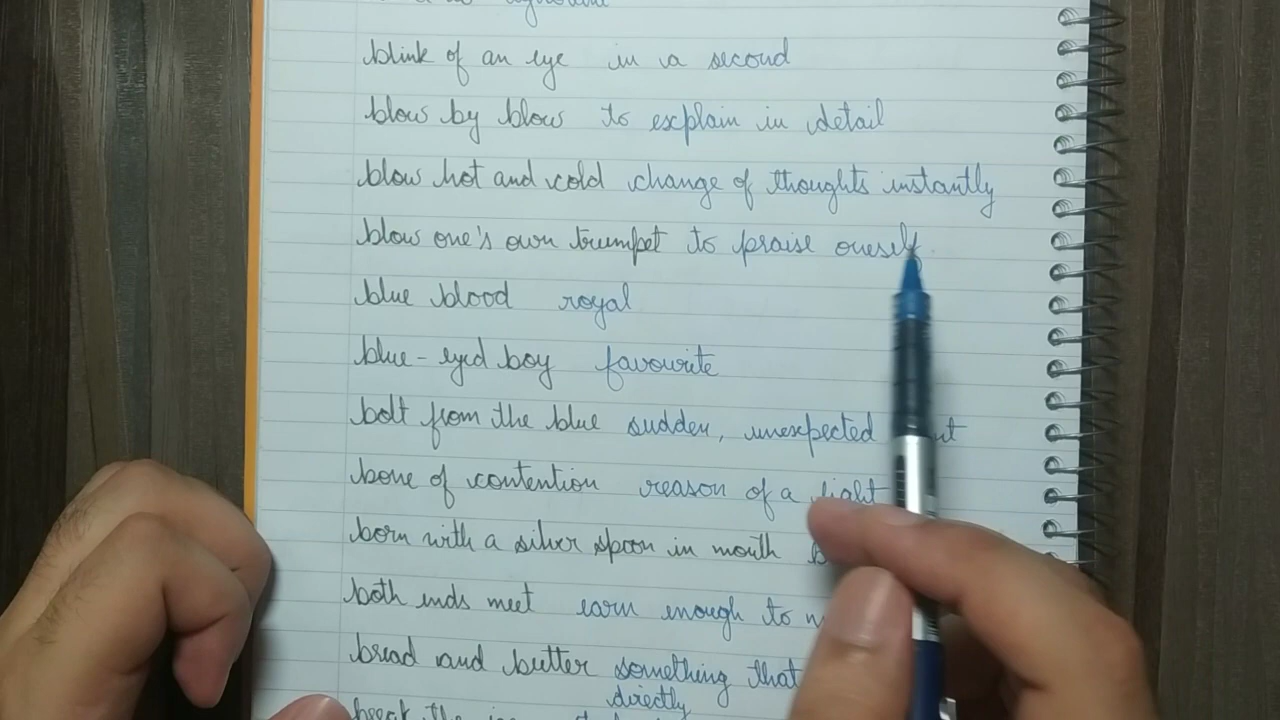 blink of an eye in a second
blow by blow to explain in detail
blow hot and cold change of thoughts instantly
blow one's own trumpet to praise oneself
blue blood royal
blue-eyed boy favourite
bolt from the blue sudden, unexpected
bone of contention reason of a fight
born with a silver spoon in mouth
both ends meet earn enough to
bread and butter something that
directly
break the